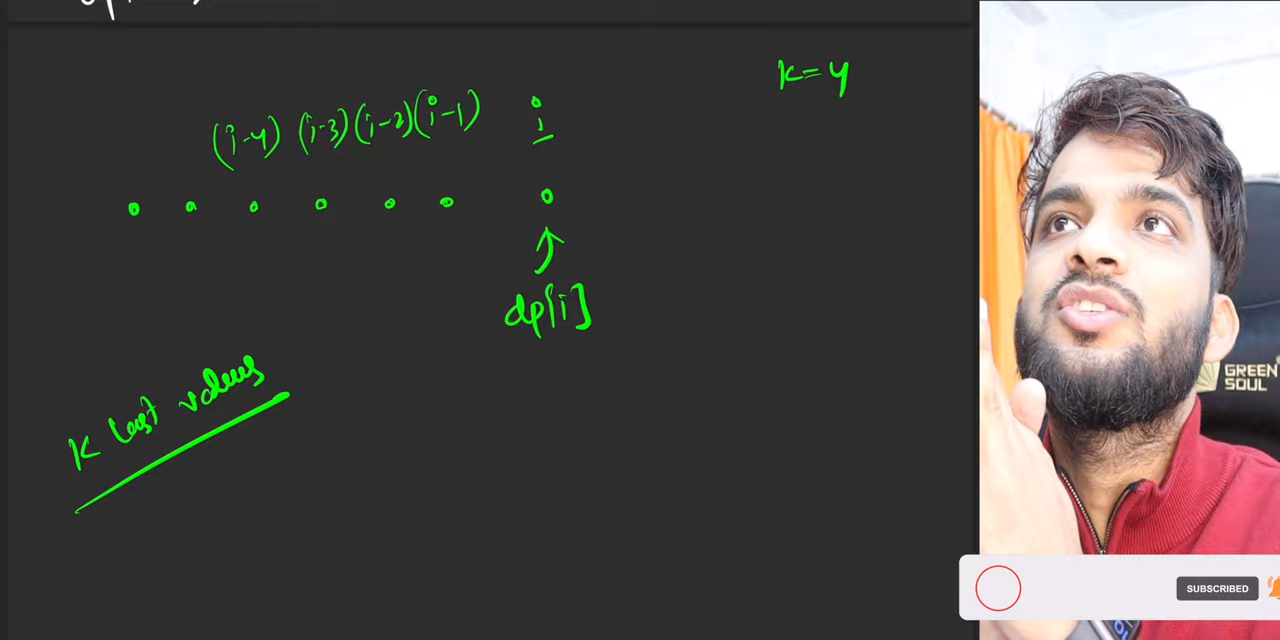 K=4
(i-4) (i-3) (i-2) (i-1) i
dp[i]
K last values
GREEN
SOUL
SUBSCRIBED